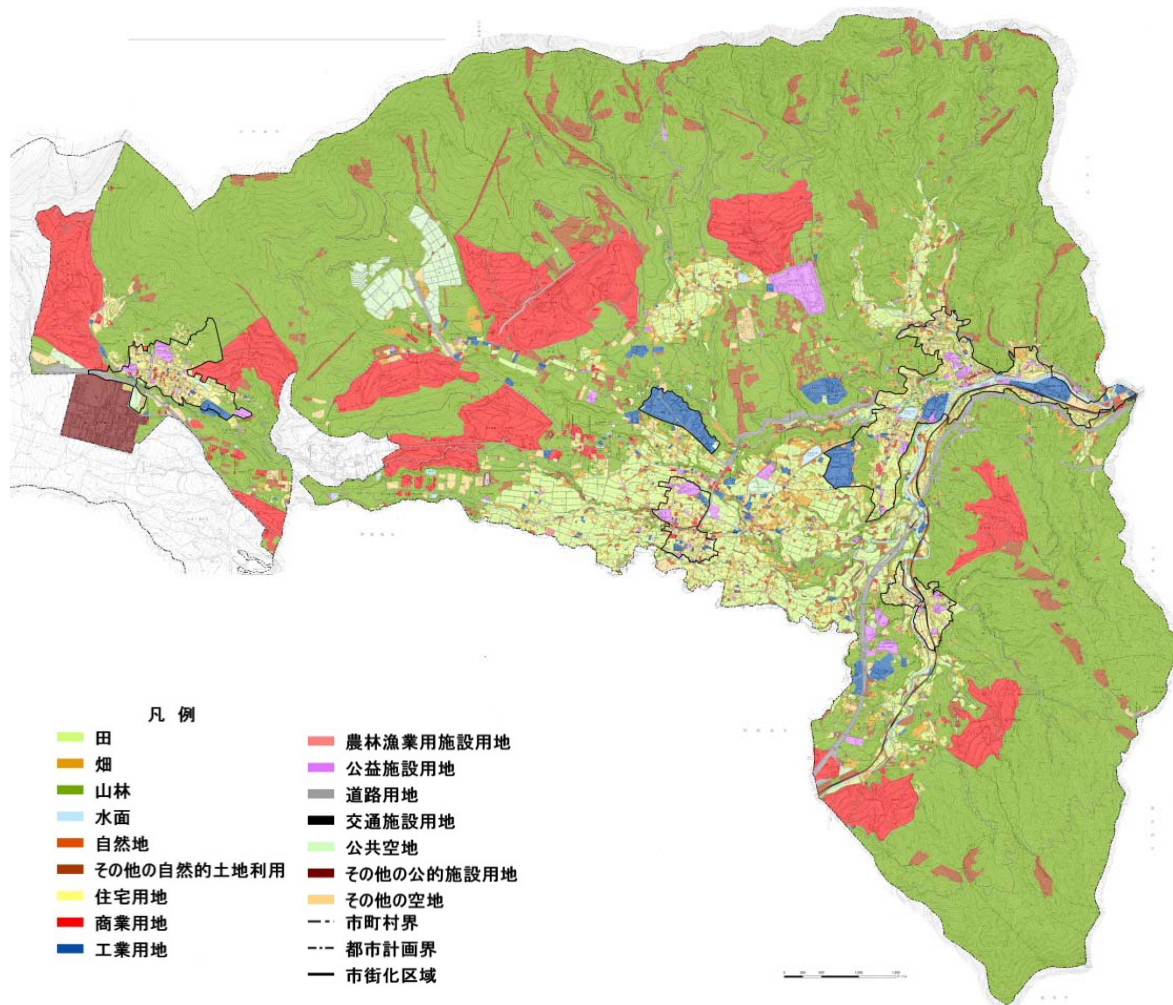 凡 例
田
畑
山林
水面
自然地
その他の自然的土地利用
住宅用地
商業用地
工業用地
農林漁業用施設用地
公益施設用地
道路用地
交通施設用地
公共空地
その他の公的施設用地
その他の空地
市町村界
都市計画界
市街化区域